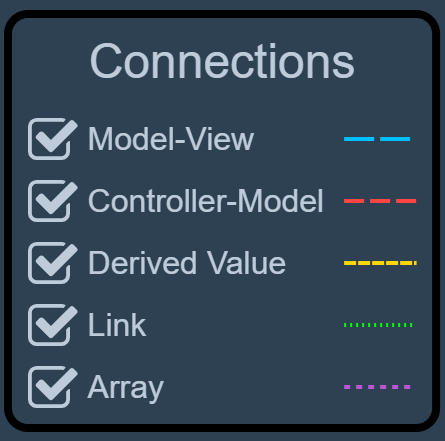 Connections
Model-View
Controller-Model
Derived Value
Link
Array